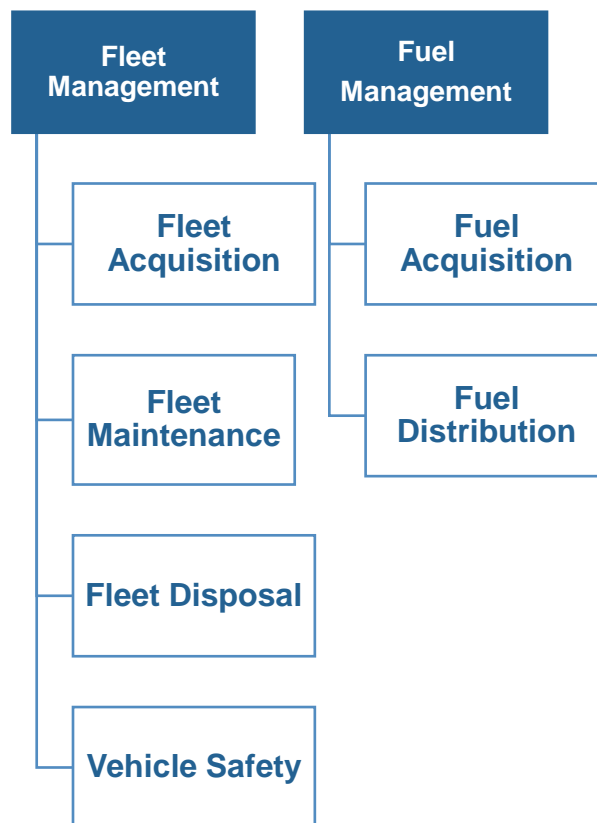 Fleet
Management
Fleet
Acquisition
Fleet
Maintenance
Fleet Disposal
Vehicle Safety
Fuel
Management
Fuel
Acquisition
Fuel
Distribution